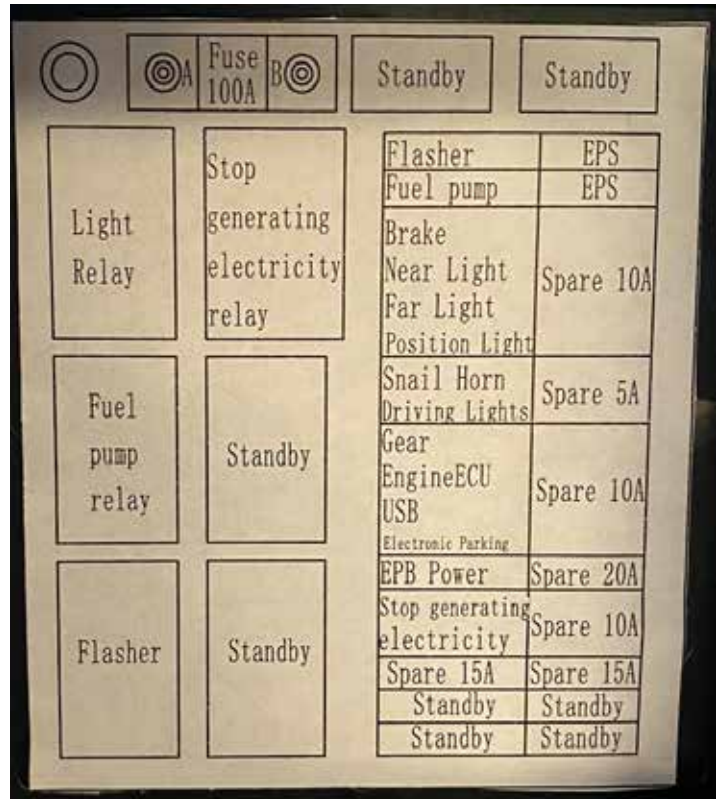 A
Fuse
100A
B
Standby
Standby
Light
Relay
Stop
generating
electricity
relay
Fuel
pump
relay
Standby
Flasher
Standby
Flasher
EPS
Fuel pump
EPS
Brake
Near Light
Far Light
Position Light
Spare 10A
Snail Horn
Driving Lights
Spare 5A
Gear
EngineECU
USB
Electronic Parking
Spare 10A
EPB Power
Spare 20A
Stop generating
electricity
Spare 10A
Spare 15A
Spare 15A
Standby
Standby
Standby
Standby